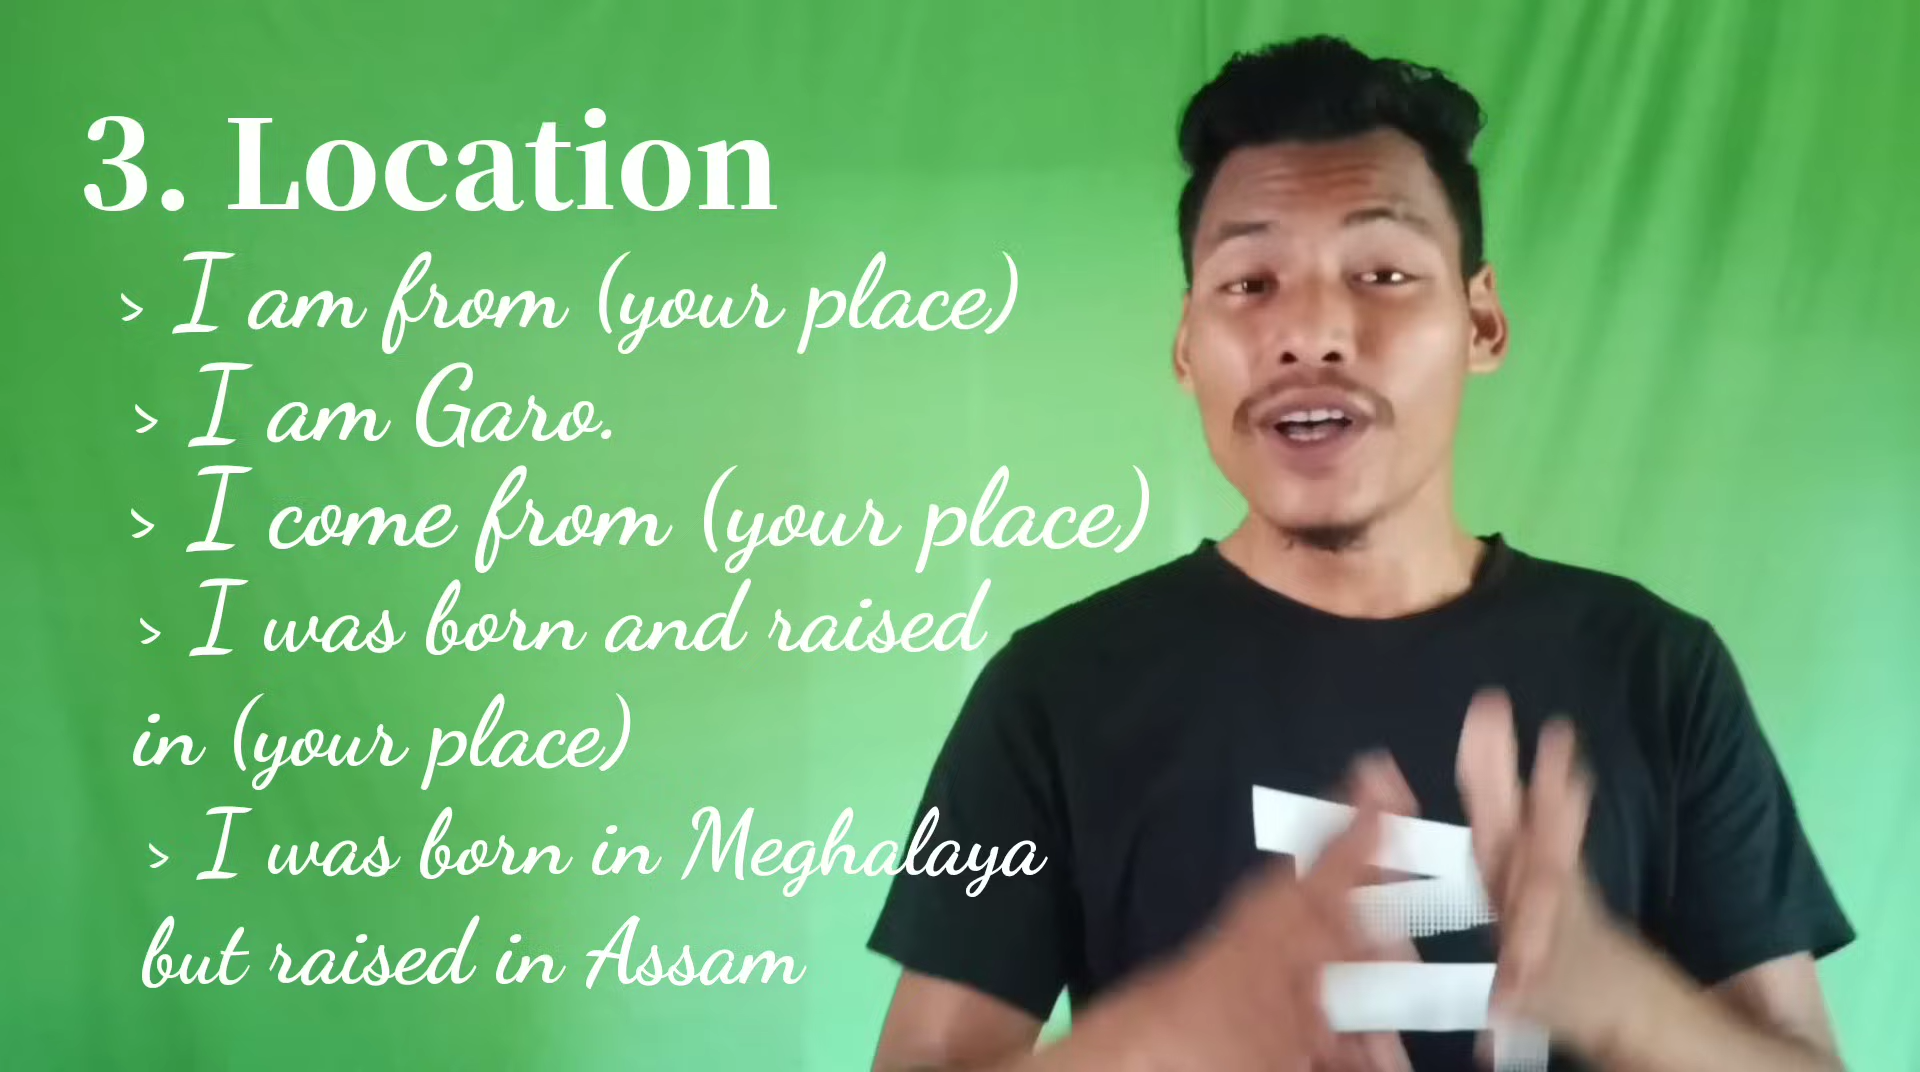 3. Location
> I am from (your place)
> I am Garo.
> I come from (your place)
> I was born and raised
in (your place)
> I was born in Meghalaya
but raised in Assam